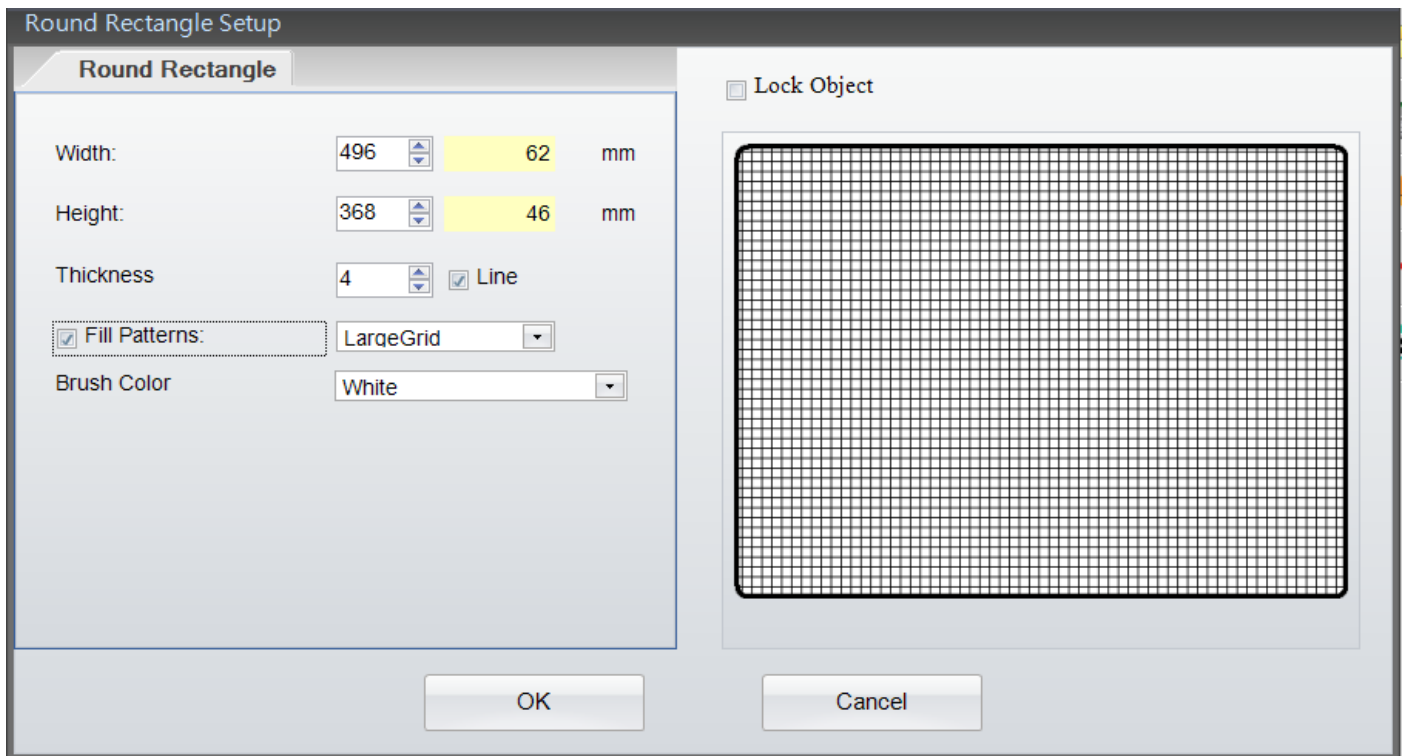 Round Rectangle Setup
Round Rectangle
Lock Object
Width: 496 62 mm
Height: 368 46 mm
Thickness 4 Line
Fill Patterns: LargeGrid
Brush Color White
OK Cancel